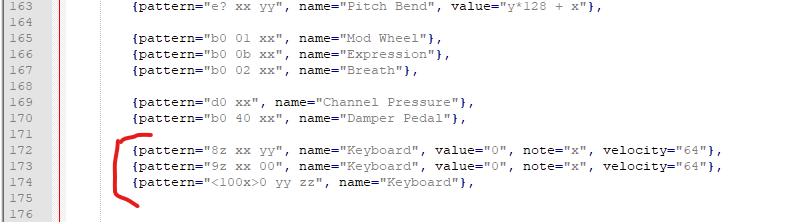 163 {pattern="e? xx yy", name="Pitch Bend", value="y*128 + x"},
164
165 {pattern="b0 01 xx", name="Mod Wheel"},
166 {pattern="b0 0b xx", name="Expression"},
167 {pattern="b0 02 xx", name="Breath"},
168
169 {pattern="d0 xx", name="Channel Pressure"},
170 {pattern="b0 40 xx", name="Damper Pedal"},
171
172 {pattern="8z xx yy", name="Keyboard", value="0", note="x", velocity="64"},
173 {pattern="9z xx 00", name="Keyboard", value="0", note="x", velocity="64"},
174 {pattern="<100x>0 yy zz", name="Keyboard"},
175
176